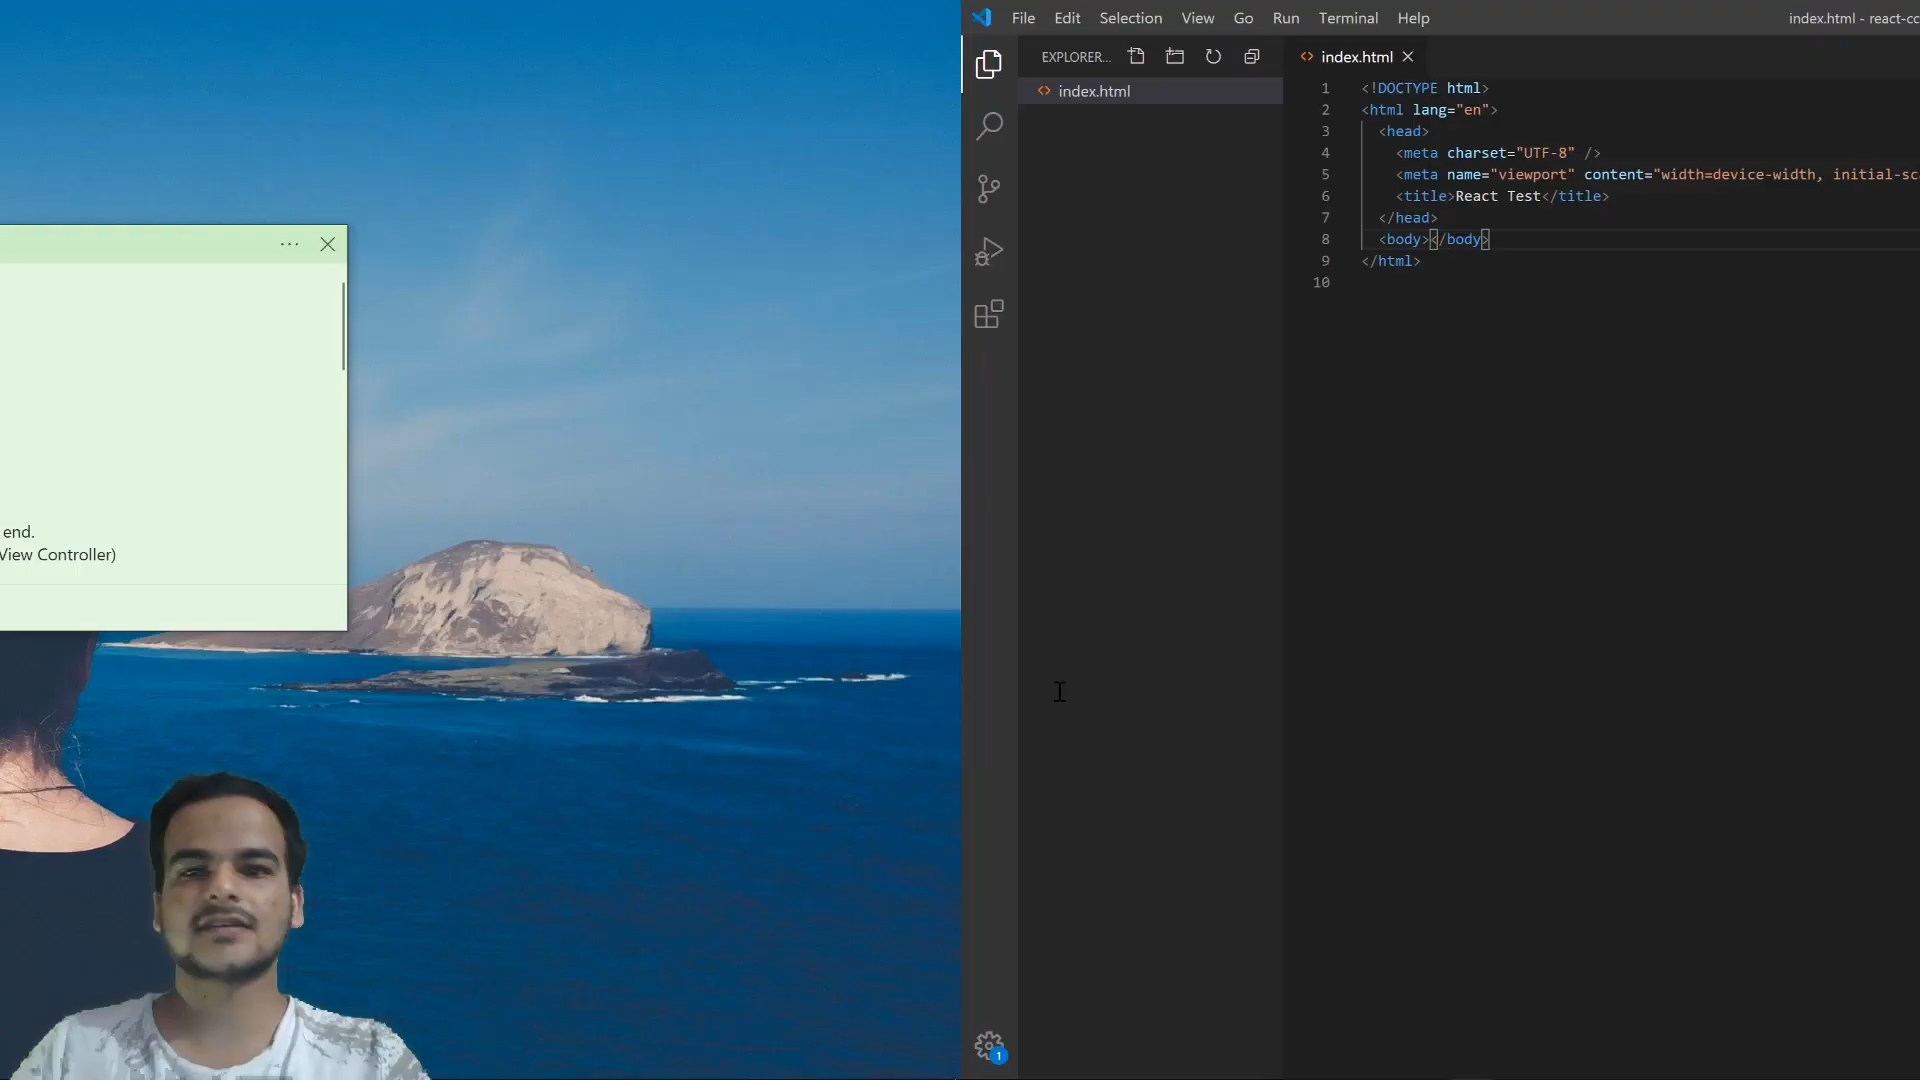 end.
View Controller)
File Edit Selection View Go Run Terminal Help
index.html - react-cc
EXPLORER...
index.html
index.html
1 <!DOCTYPE html>
2 <html lang="en">
3 <head>
4 <meta charset="UTF-8" />
5 <meta name="viewport" content="width=device-width, initial-sc
6 <title>React Test</title>
7 </head>
8 <body></body>
9 </html>
10
1